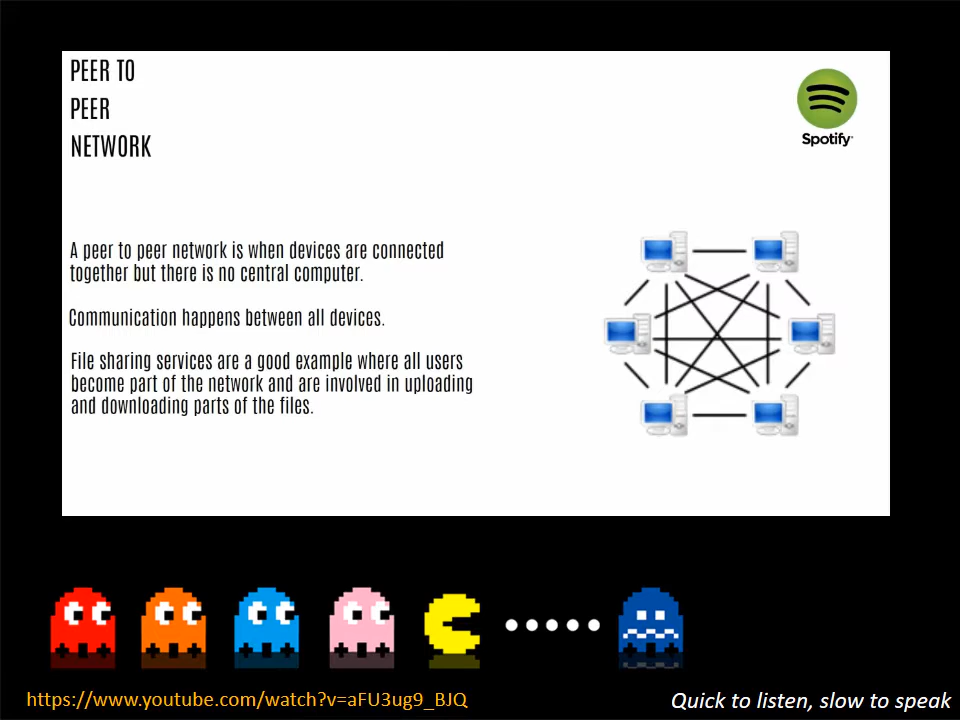 PEER TO
PEER
NETWORK
Spotify
A peer to peer network is when devices are connected
together but there is no central computer.
Communication happens between all devices.
File sharing services are a good example where all users
become part of the network and are involved in uploading
and downloading parts of the files.
https://www.youtube.com/watch?v=aFU3ug9_BJQ
Quick to listen, slow to speak